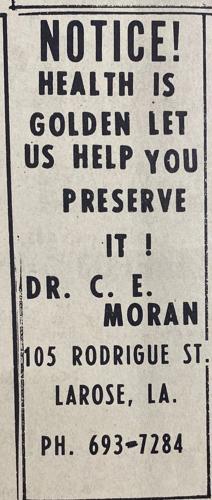 NOTICE!
HEALTH IS
GOLDEN LET
US HELP YOU
PRESERVE
IT !
DR. C. E.
MORAN
105 RODRIGUE ST.
LAROSE, LA.
PH. 693-7284